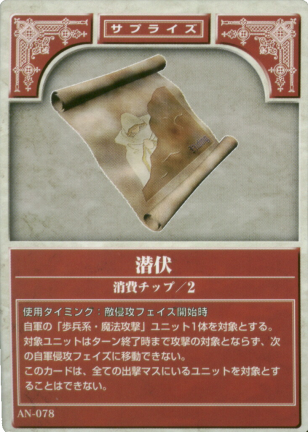 サプライズ
潜伏
消費チップ／2
使用タイミング：敵侵攻フェイズ開始時
自軍の「歩兵系・魔法攻撃」ユニット1体を対象とする。
対象ユニットはターン終了時まで攻撃の対象とならず、次
の自軍侵攻フェイズに移動できない。
このカードは、全ての出撃マスにいるユニットを対象とす
ることはできない。
AN-078